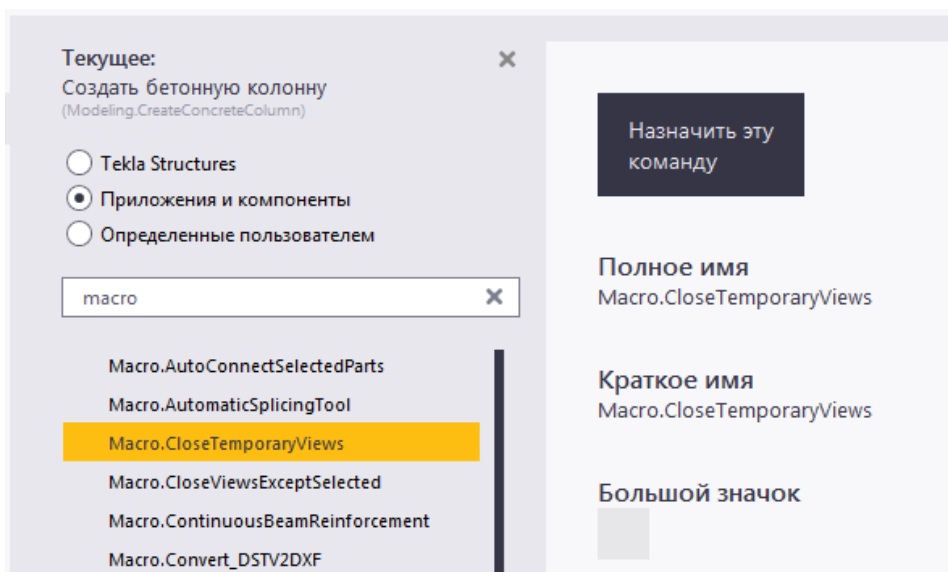 Текущее:
Создать бетонную колонну
(Modeling.CreateConcreteColumn)
Tekla Structures
Приложения и компоненты
Определенные пользователем
macro
Macro.AutoConnectSelectedParts
Macro.AutomaticSplicingTool
Macro.CloseTemporaryViews
Macro.CloseViewsExceptSelected
Macro.ContinuousBeamReinforcement
Macro.Convert_DSTV2DXF
Назначить эту
команду
Полное имя
Macro.CloseTemporaryViews
Краткое имя
Macro.CloseTemporaryViews
Большой значок